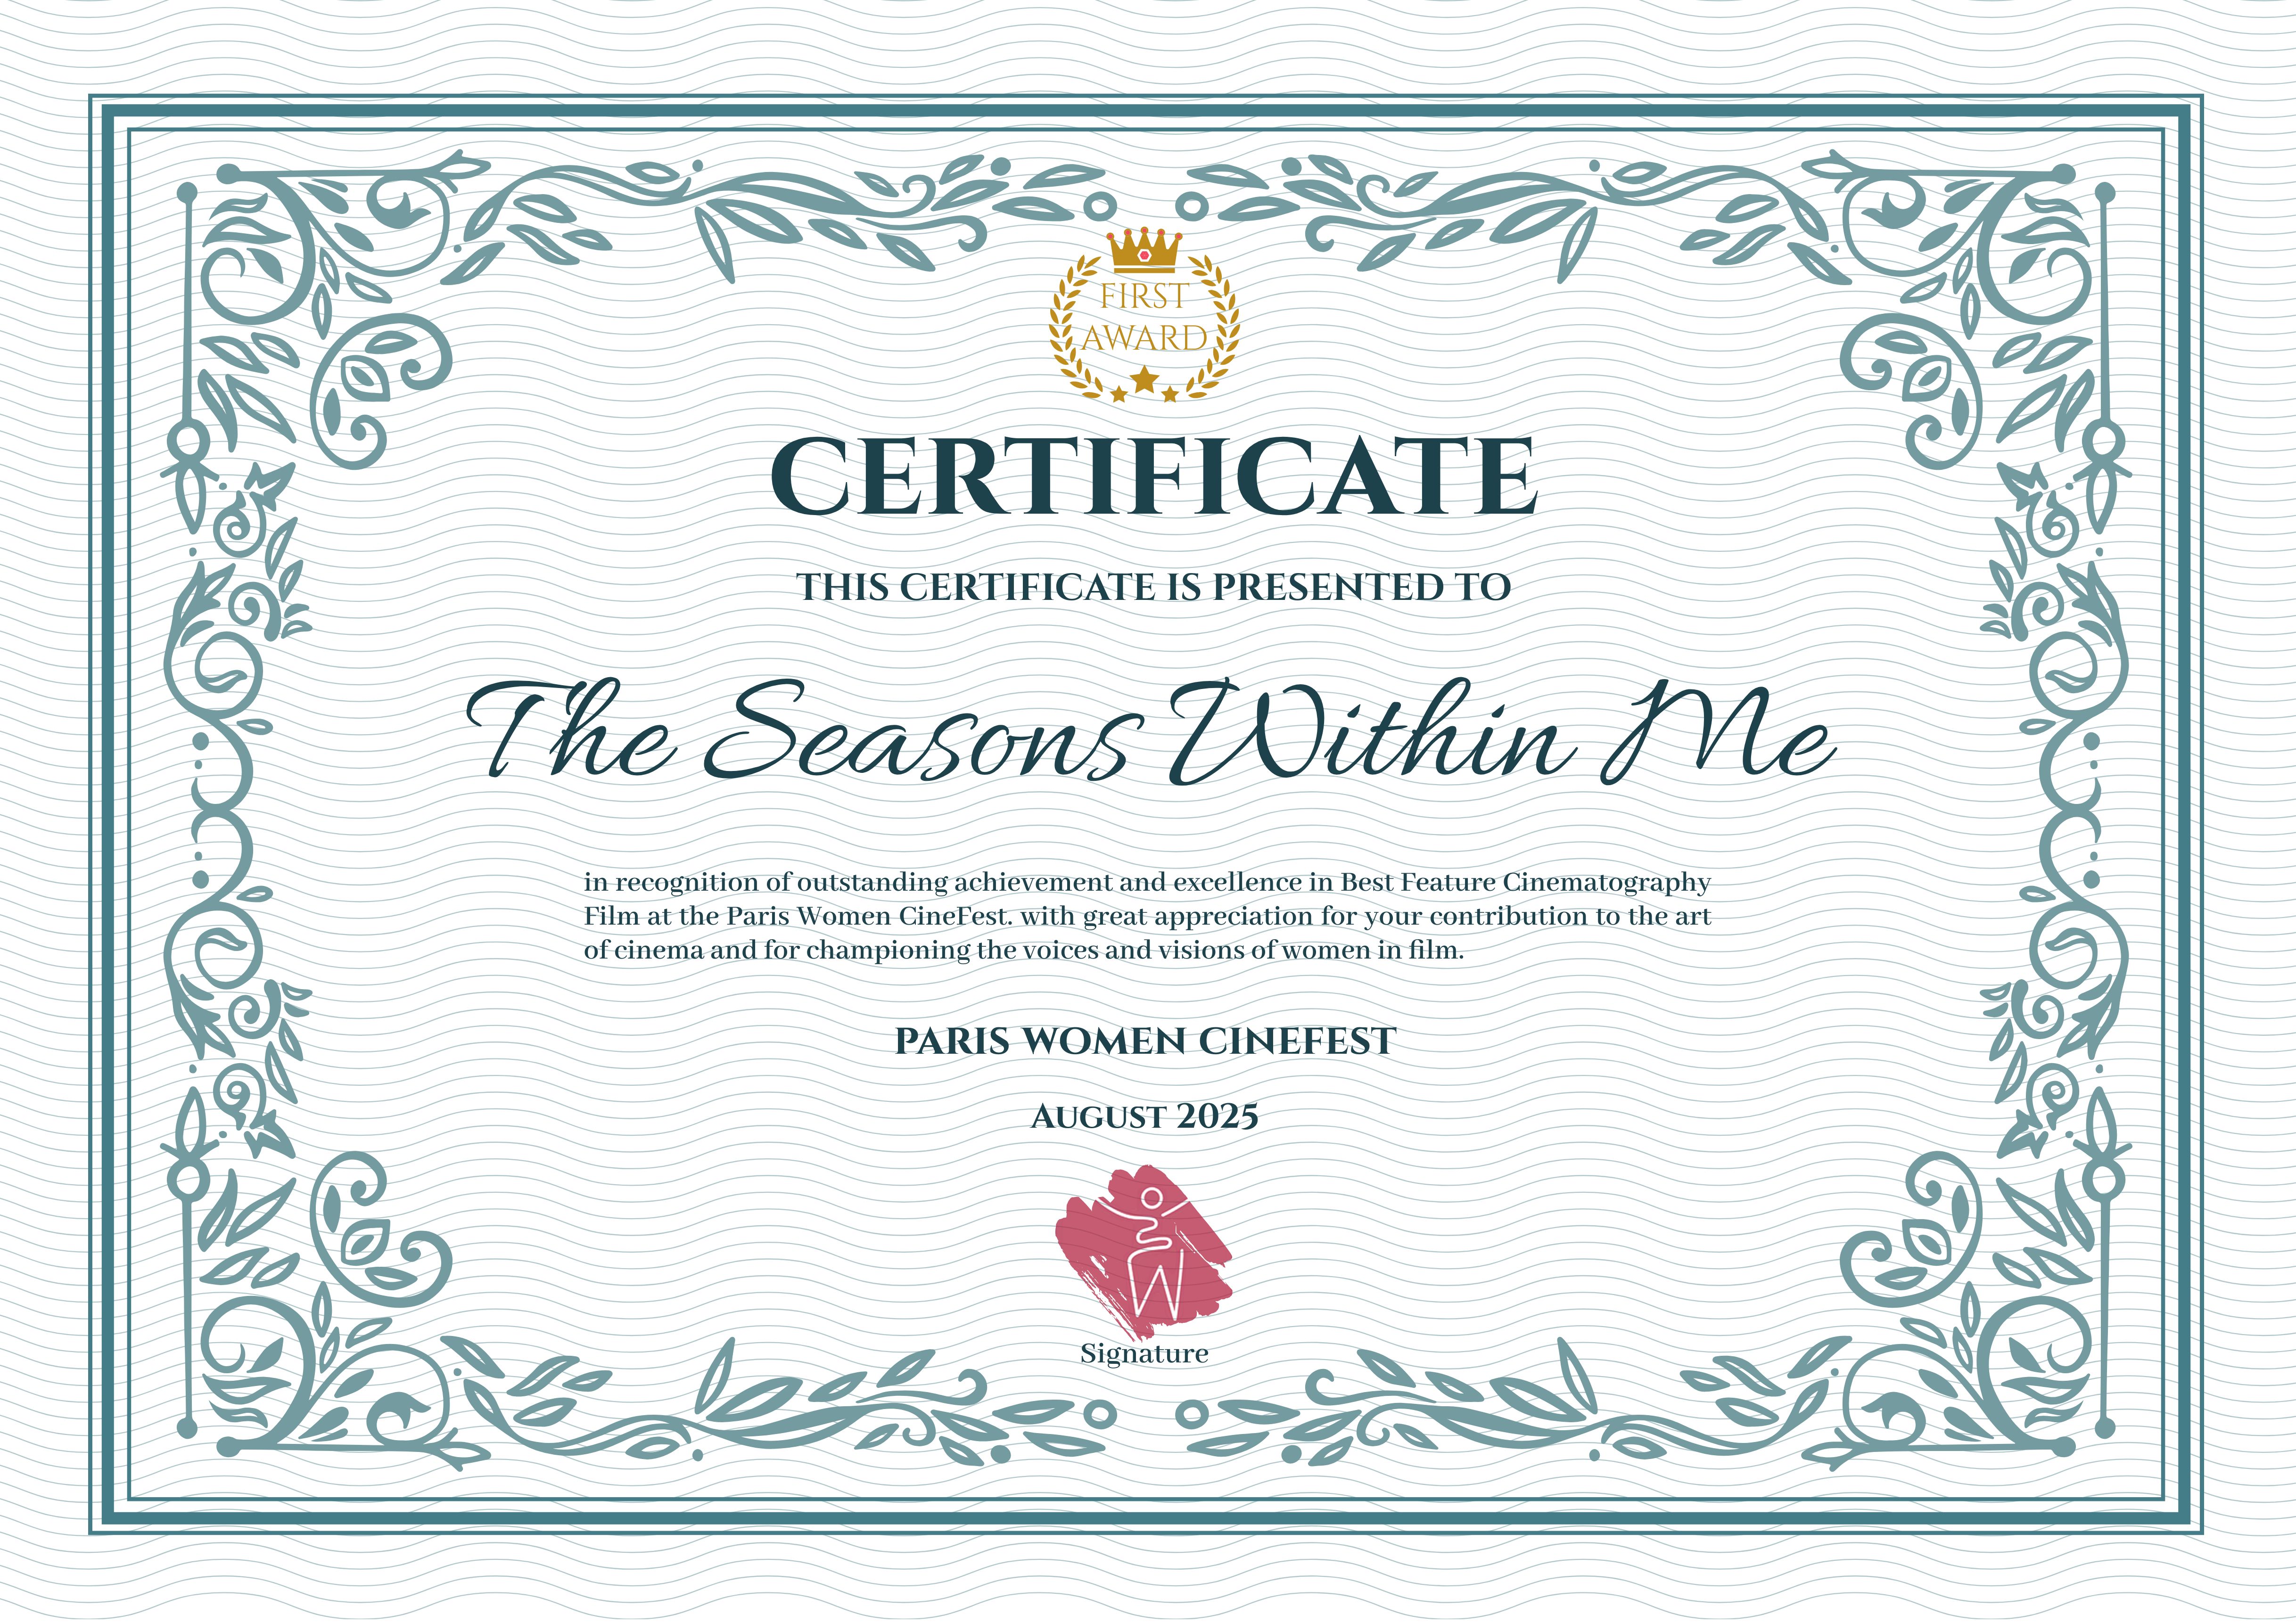 FIRST
AWARD
CERTIFICATE
THIS CERTIFICATE IS PRESENTED TO
The Seasons Within Me
in recognition of outstanding achievement and excellence in Best Feature Cinematography
Film at the Paris Women CineFest. with great appreciation for your contribution to the art
of cinema and for championing the voices and visions of women in film.
PARIS WOMEN CINEFEST
AUGUST 2025
Signature